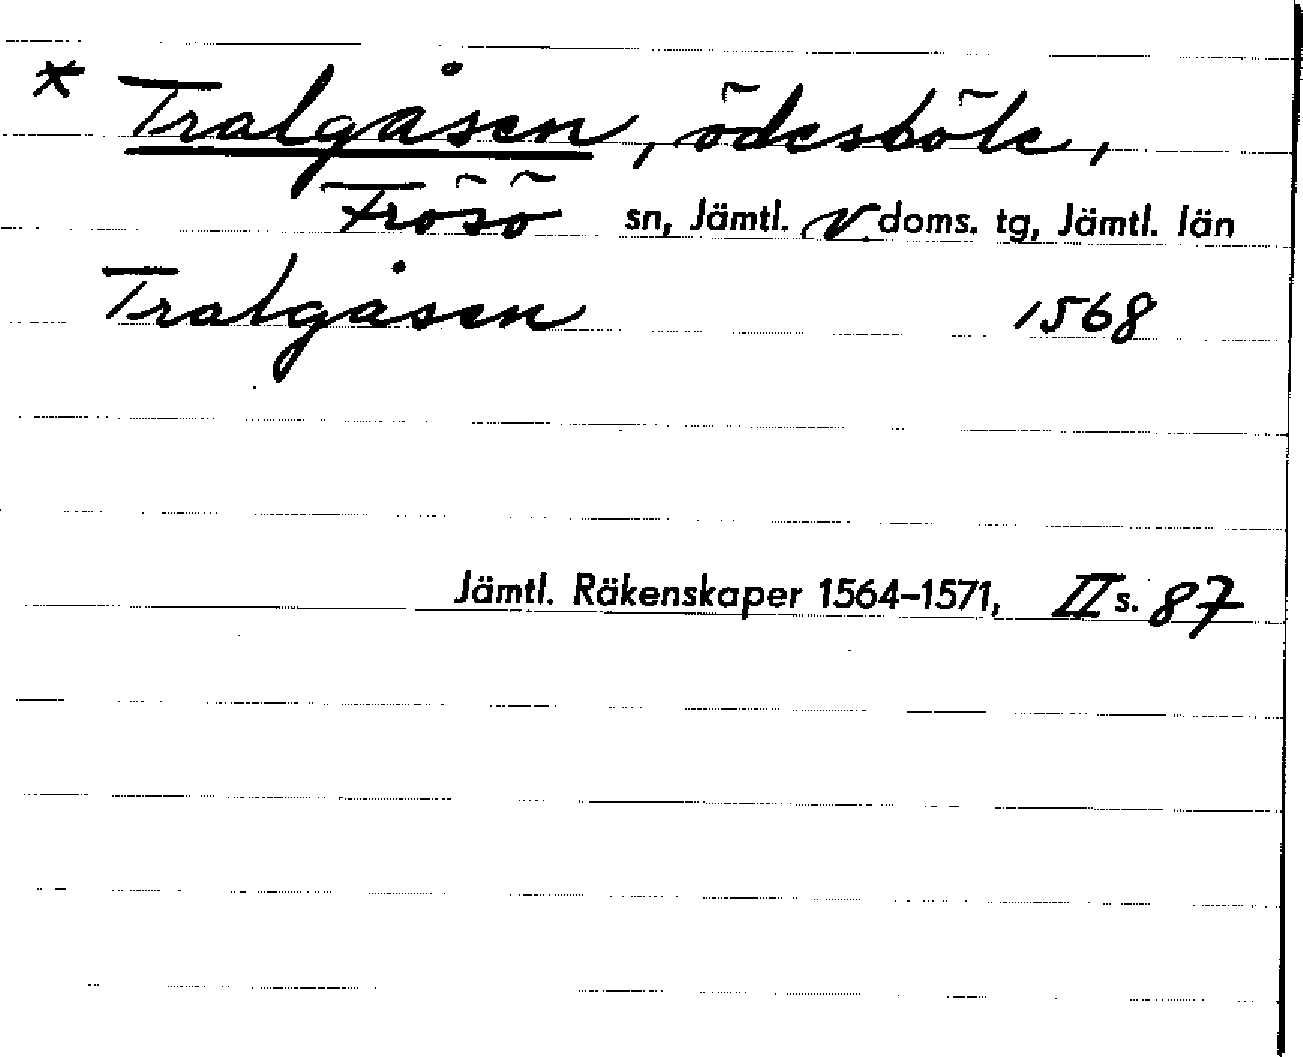 * Tralgåsen, ödesböle,
Frösö sn, Jämtl. v. doms. tg, Jämtl. län
Tralgåsen 1568
Jämtl. Räkenskaper 1564–1571, II s. 87